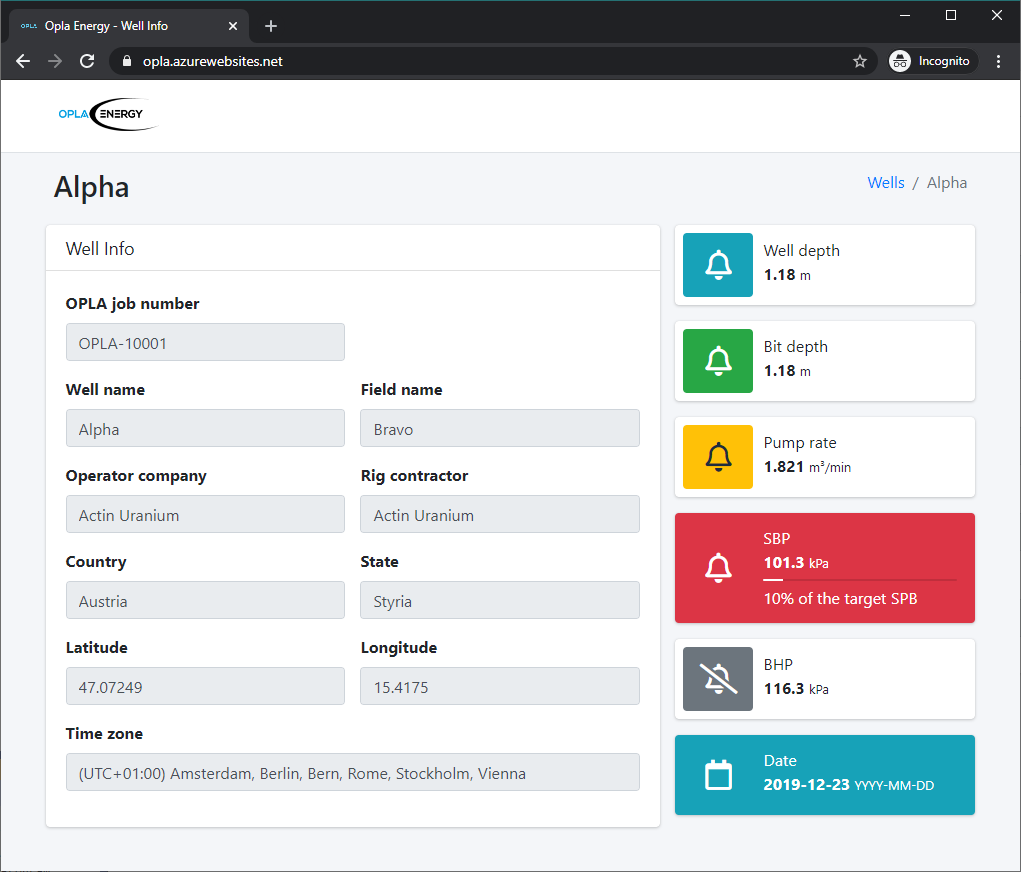 OPLA Opla Energy - Well Info
opla.azurewebsites.net Incognito
OPLA ENERGY
Alpha
Wells / Alpha
Well Info
OPLA job number
OPLA-10001
Well name Field name
Alpha Bravo
Operator company Rig contractor
Actin Uranium Actin Uranium
Country State
Austria Styria
Latitude Longitude
47.07249 15.4175
Time zone
(UTC+01:00) Amsterdam, Berlin, Bern, Rome, Stockholm, Vienna
Well depth
1.18 m
Bit depth
1.18 m
Pump rate
1.821 m³/min
SBP
101.3 kPa
10% of the target SPB
BHP
116.3 kPa
Date
2019-12-23 YYYY-MM-DD